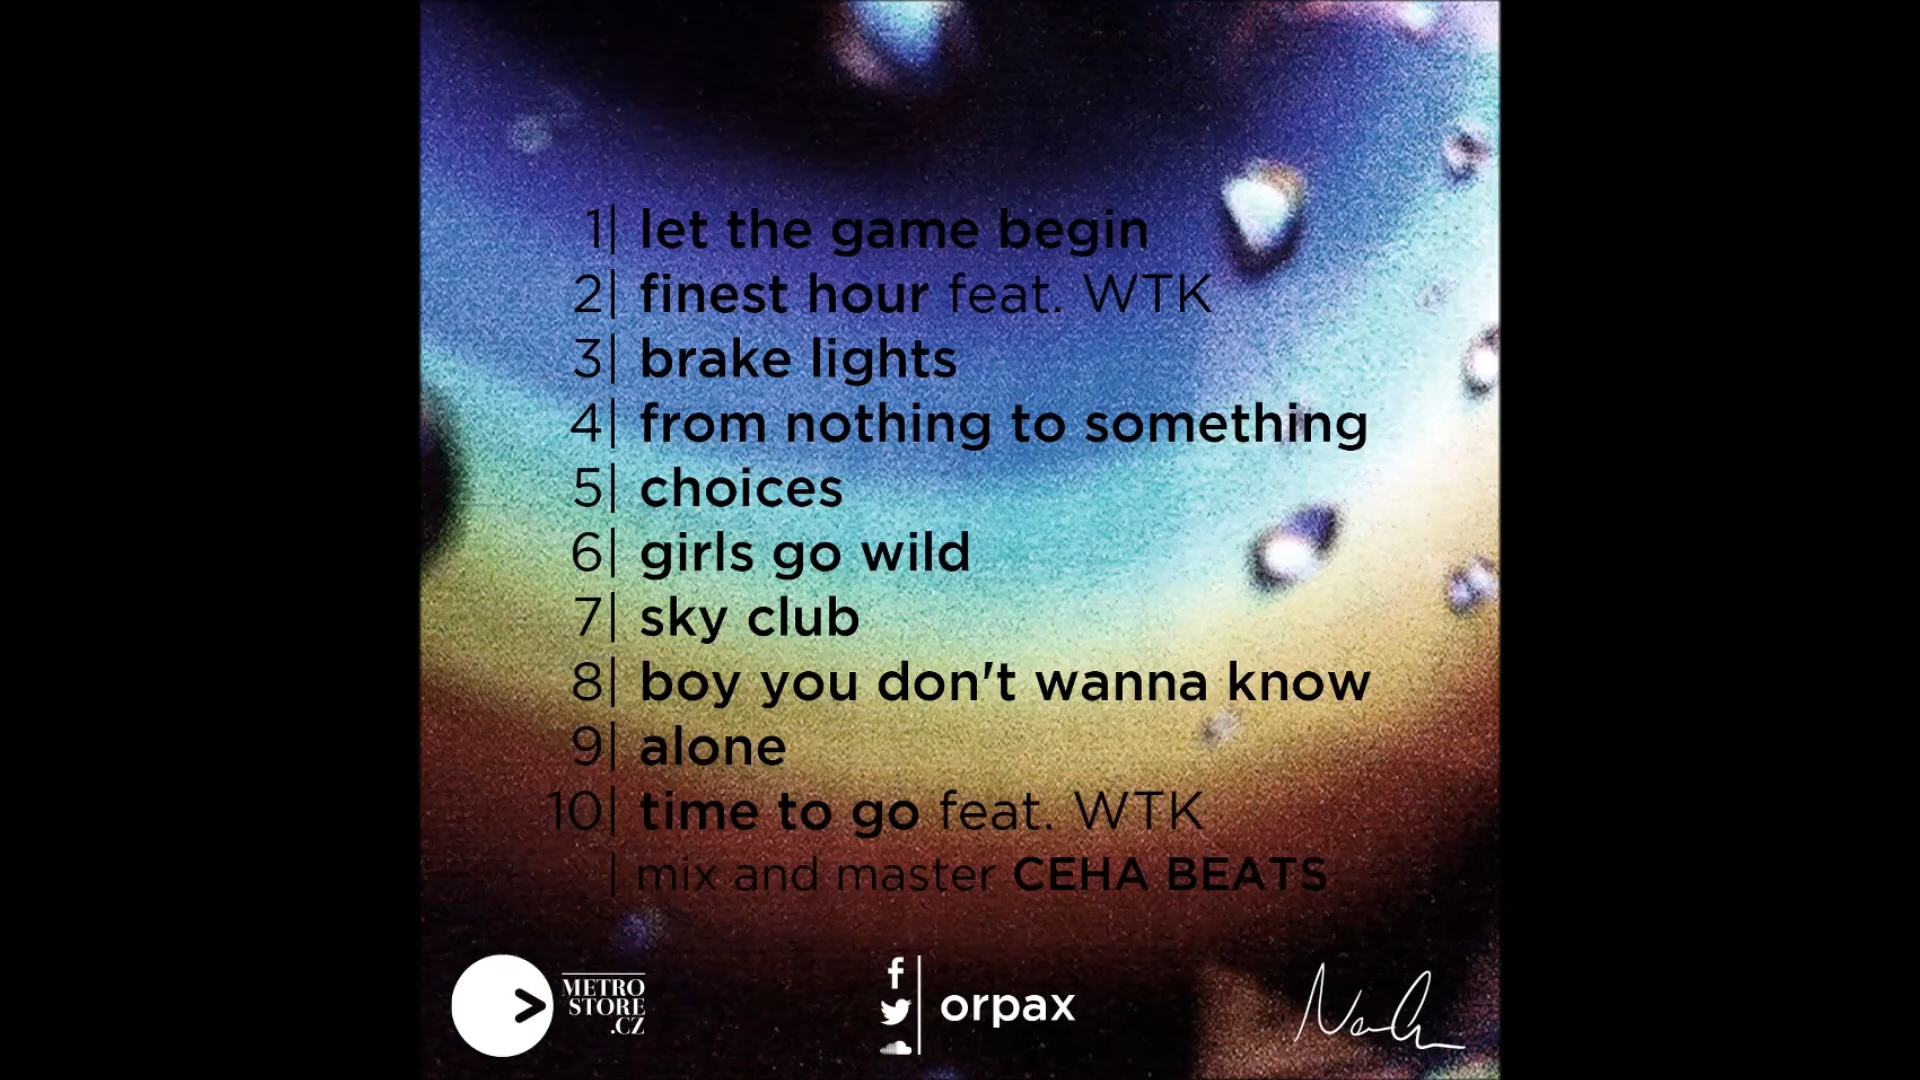 1| let the game begin
2| finest hour feat. WTK
3| brake lights
4| from nothing to something
5| choices
6| girls go wild
7| sky club
8| boy you don't wanna know
9| alone
10| time to go feat. WTK
| mix and master CEHA BEATS
METRO
STORE
.CZ
orpax